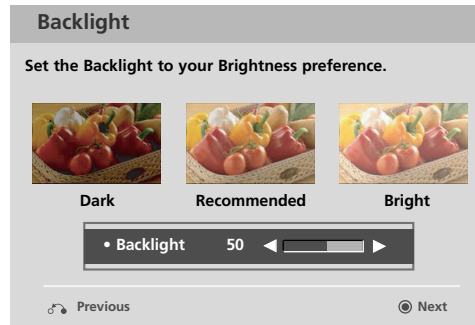 Backlight
Set the Backlight to your Brightness preference.
Dark Recommended Bright
• Backlight 50
Previous Next